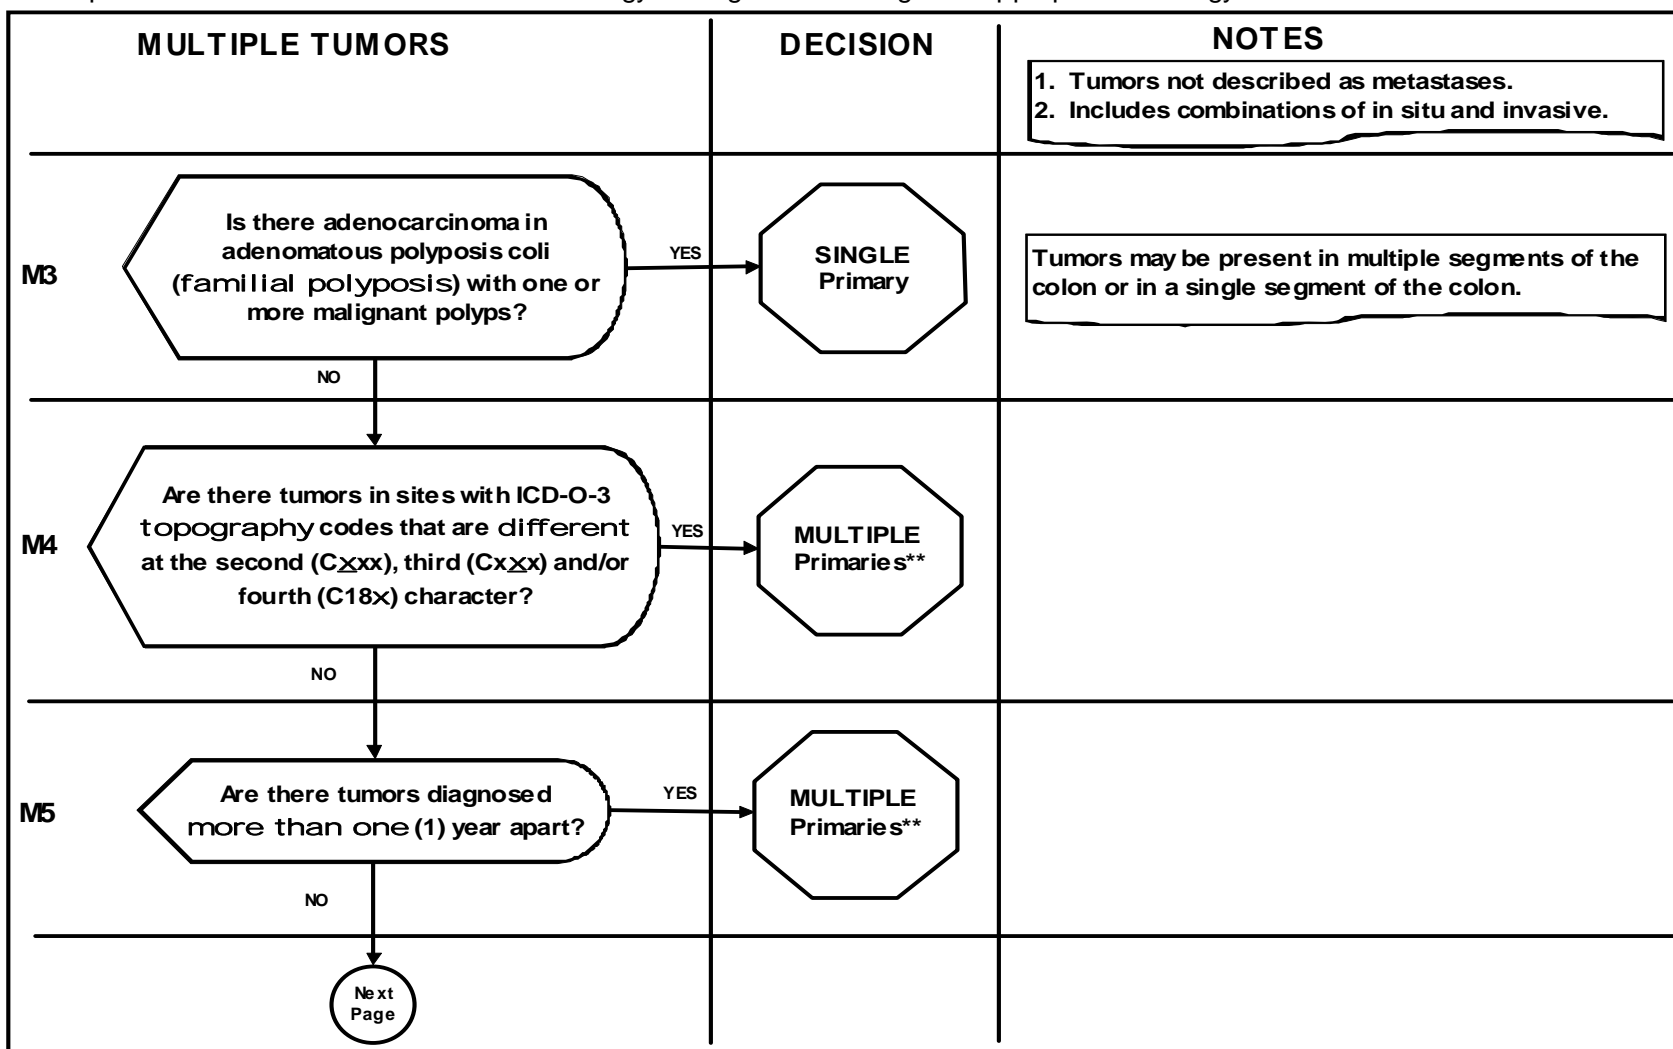 MULTIPLE TUMORS
DECISION
NOTES
1. Tumors not described as metastases.
2. Includes combinations of in situ and invasive.
M3
Is there adenocarcinoma in
adenomatous polyposis coli
(familial polyposis) with one or
more malignant polyps?
YES
SINGLE
Primary
Tumors may be present in multiple segments of the
colon or in a single segment of the colon.
NO
M4
Are there tumors in sites with ICD-O-3
topography codes that are different
at the second (Cxxx), third (Cxxx) and/or
fourth (C18x) character?
YES
MULTIPLE
Primaries**
NO
M5
Are there tumors diagnosed
more than one (1) year apart?
YES
MULTIPLE
Primaries**
NO
Next
Page